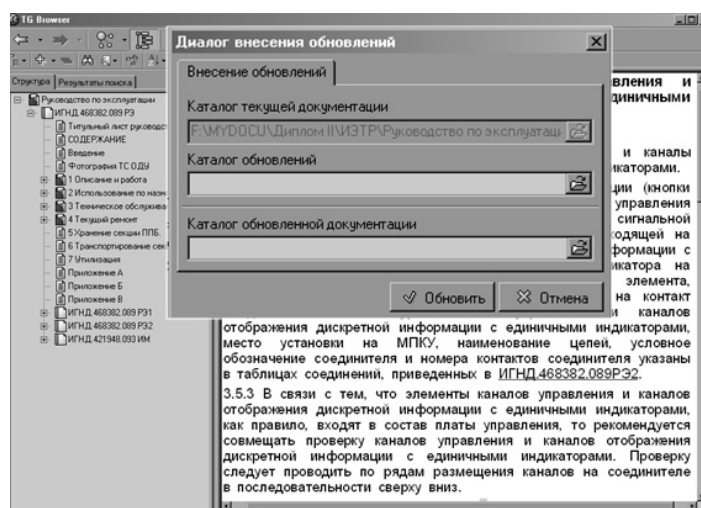 TG Browser
Диалог внесения обновлений
Внесение обновлений
Каталог текущей документации
F:\MYDOCU\Диплом II\ИЭТР\Руководство по эксплуатац
Каталог обновлений
Каталог обновленной документации
Обновить
Отмена
Структура
Результаты поиска
Руководство по эксплуатации
ИГНД.468382.089 РЭ
Титульный лист руководс
СОДЕРЖАНИЕ
Введение
Фотография ТС ОДУ
1 Описание и работа
2 Использование по назн
3 Техническое обслужива
4 Текущий ремонт
5 Хранение секции ППБ.
6 Транспортирование сек
7 Утилизация
Приложение А
Приложение Б
Приложение В
ИГНД.468382.089 РЭ1
ИГНД.468382.089 РЭ2
ИГНД.421948.093 ИМ
вления и
диничными
и каналы
икаторами.
ции (кнопки
управления
сигнальной
одящей на
формации с
икатора на
элемента,
на контакт
и каналов
отображения дискретной информации с единичными индикаторами,
место установки на МПКУ, наименование цепей, условное
обозначение соединителя и номера контактов соединителя указаны
в таблицах соединений, приведенных в ИГНД.468382.089РЭ2.
3.5.3 В связи с тем, что элементы каналов управления и каналов
отображения дискретной информации с единичными индикаторами,
как правило, входят в состав платы управления, то рекомендуется
совмещать проверку каналов управления и каналов отображения
дискретной информации с единичными индикаторами. Проверку
следует проводить по рядам размещения каналов на соединителе
в последовательности сверху вниз.